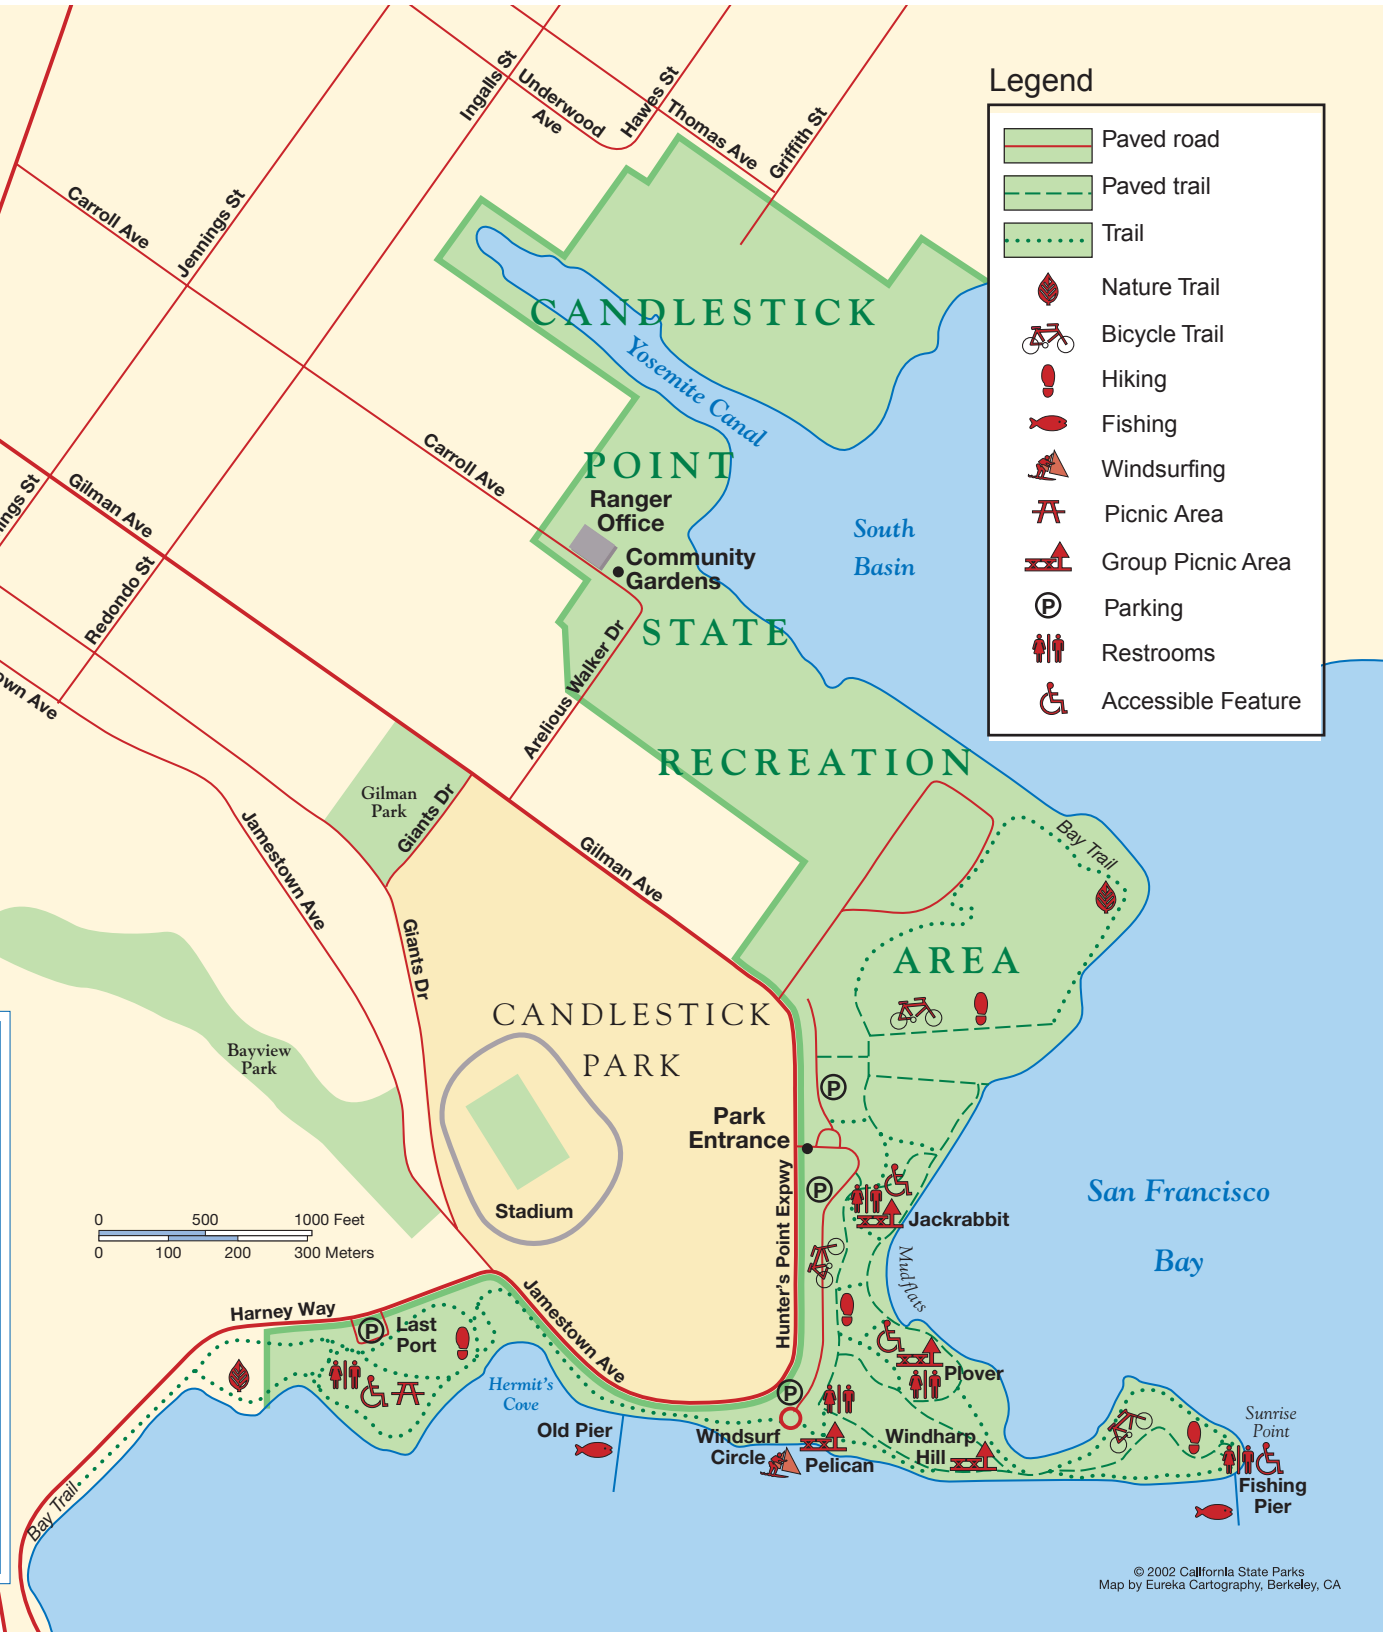 Legend
Paved road
Paved trail
Trail
Nature Trail
Bicycle Trail
Hiking
Fishing
Windsurfing
Picnic Area
Group Picnic Area
P
Parking
Restrooms
Accessible Feature
Ingalls St
Underwood
Ave
Hawes St
Thomas Ave
Griffith St
Carroll Ave
Jennings St
CANDLESTICK
Yosemite Canal
Carroll Ave
POINT
Ranger
Office
Community
Gardens
South
Basin
Gilman Ave
ings St
Redondo St
STATE
Arelious Walker Dr
own Ave
RECREATION
Gilman
Park
Giants Dr
Jamestown Ave
Gilman Ave
Bay Trail
Giants Dr
AREA
CANDLESTICK
PARK
Bayview
Park
P
Park
Entrance
Hunter's Point Expwy
P
Stadium
Jackrabbit
San Francisco
Bay
0 500 1000 Feet
0 100 200 300 Meters
Mudflats
Harney Way
P
Last
Port
Jamestown Ave
Hermit's
Cove
Old Pier
P
Plover
Windsurf
Circle
Pelican
Windharp
Hill
Sunrise
Point
Fishing
Pier
Bay Trail
© 2002 California State Parks
Map by Eureka Cartography, Berkeley, CA